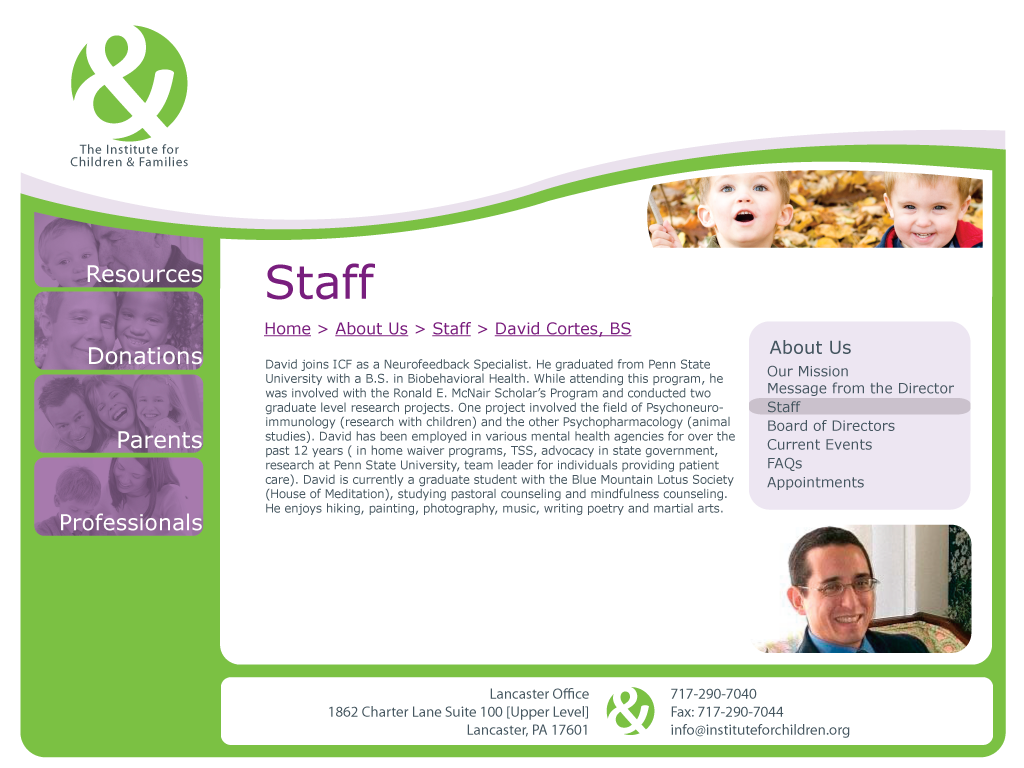 The Institute for
Children & Families
Resources
Donations
Parents
Professionals
Staff
Home > About Us > Staff > David Cortes, BS
David joins ICF as a Neurofeedback Specialist. He graduated from Penn State
University with a B.S. in Biobehavioral Health. While attending this program, he
was involved with the Ronald E. McNair Scholar’s Program and conducted two
graduate level research projects. One project involved the field of Psychoneuro-
immunology (research with children) and the other Psychopharmacology (animal
studies). David has been employed in various mental health agencies for over the
past 12 years ( in home waiver programs, TSS, advocacy in state government,
research at Penn State University, team leader for individuals providing patient
care). David is currently a graduate student with the Blue Mountain Lotus Society
(House of Meditation), studying pastoral counseling and mindfulness counseling.
He enjoys hiking, painting, photography, music, writing poetry and martial arts.
About Us
Our Mission
Message from the Director
Staff
Board of Directors
Current Events
FAQs
Appointments
Lancaster Office
1862 Charter Lane Suite 100 [Upper Level]
Lancaster, PA 17601
&
717-290-7040
Fax: 717-290-7044
info@instituteforchildren.org